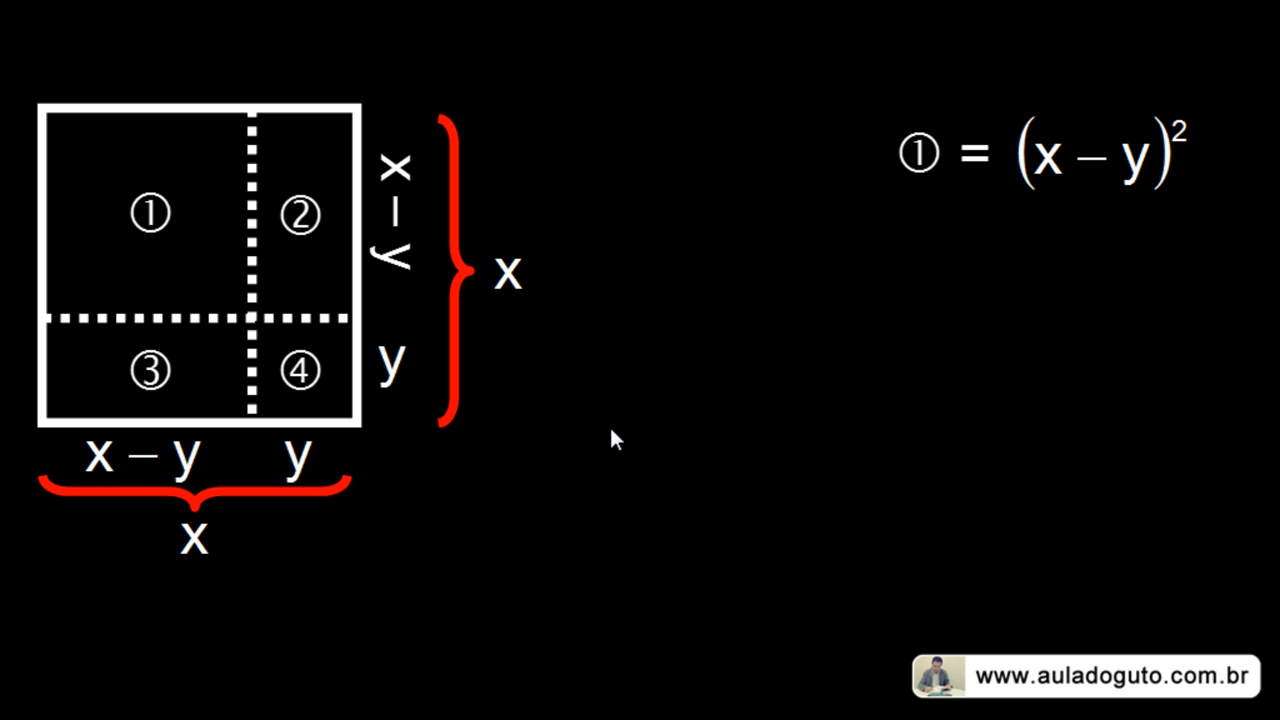 ① = (x – y)²
①
②
x – y
x
③
④
y
x – y
y
x
www.auladoguto.com.br